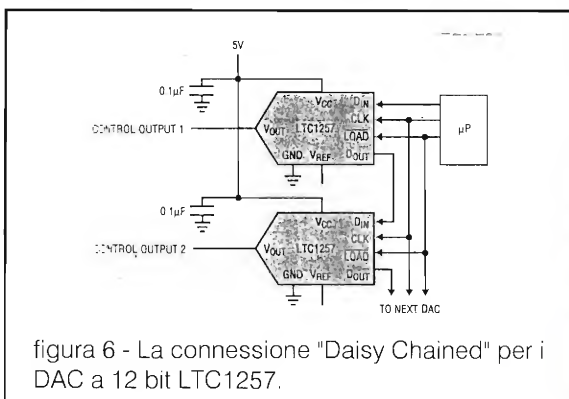 5V
0.1µF
VCC DIN
CLK
VOUT LTC1257 LOAD
GND VREF DOUT
µP
CONTROL OUTPUT 1
0.1µF
VCC DIN
CLK
VOUT LTC1257 LOAD
GND VREF DOUT
CONTROL OUTPUT 2
TO NEXT DAC
figura 6 - La connessione "Daisy Chained" per i
DAC a 12 bit LTC1257.